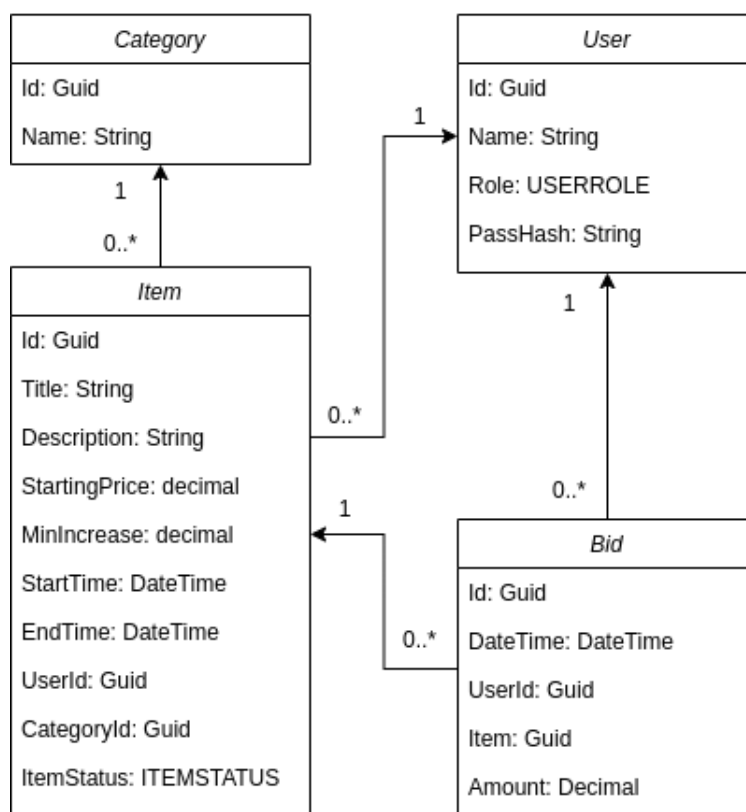 Category
Id: Guid
Name: String
1
0..*
User
Id: Guid
Name: String
Role: USERROLE
PassHash: String
1
1
0..*
Item
Id: Guid
Title: String
Description: String
StartingPrice: decimal
MinIncrease: decimal
StartTime: DateTime
EndTime: DateTime
UserId: Guid
CategoryId: Guid
ItemStatus: ITEMSTATUS
0..*
1
0..*
Bid
Id: Guid
DateTime: DateTime
UserId: Guid
Item: Guid
Amount: Decimal